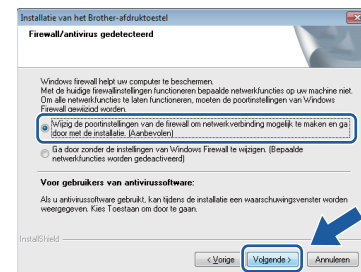 Installatie van het Brother-afdruktoestel
Firewall/antivirus gedetecteerd
Windows firewall helpt uw computer te beschermen.
Met de huidige firewallinstellingen functioneren bepaalde netwerkfuncties op uw machine niet.
Om alle netwerkfuncties te laten functioneren, moeten de poortinstellingen van Windows
Firewall gewijzigd worden.
Wijzig de poortinstellingen van de firewall om netwerkverbinding mogelijk te maken en ga
door met de installatie. (Aanbevolen)
Ga door zonder de instellingen van Windows Firewall te wijzigen. (Bepaalde
netwerkfuncties worden gedeactiveerd)
Voor gebruikers van antivirussoftware:
Als u antivirussoftware gebruikt, kan tijdens de installatie een waarschuwingsvenster worden
weergegeven. Kies Toestaan om door te gaan.
InstallShield
< Vorige
Volgende >
Annuleren